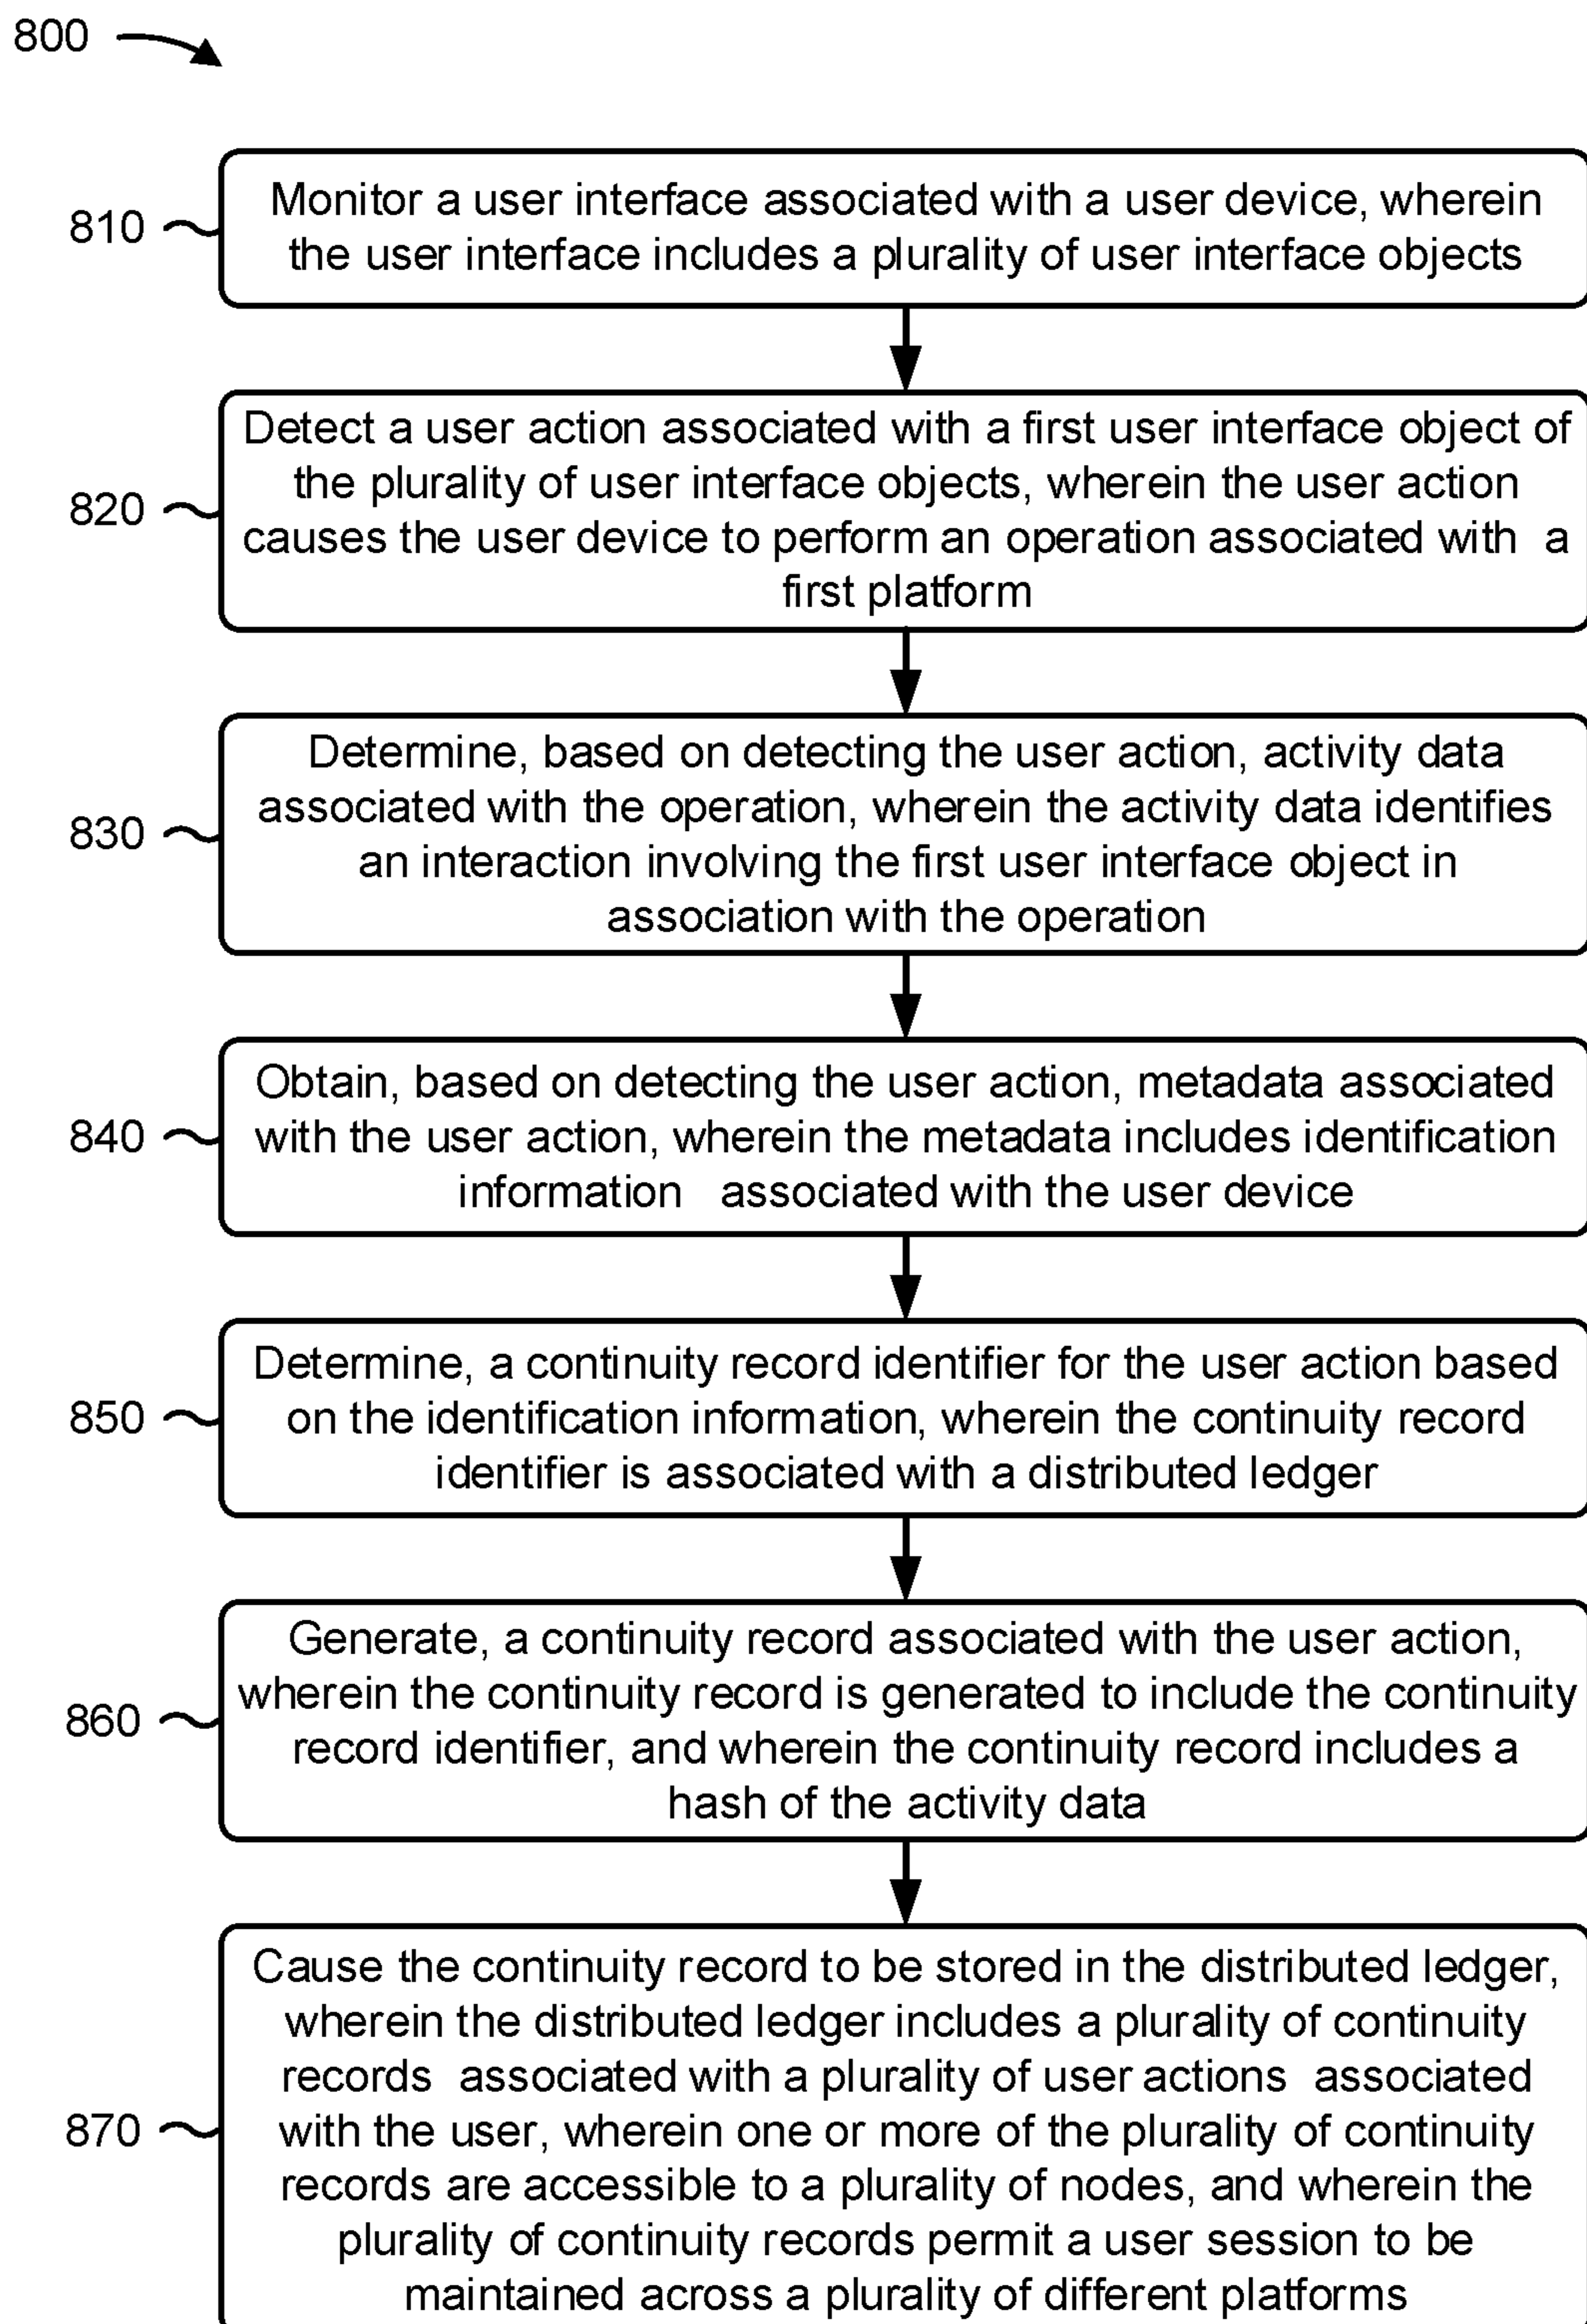 800
810
Monitor a user interface associated with a user device, wherein
the user interface includes a plurality of user interface objects
820
Detect a user action associated with a first user interface object of
the plurality of user interface objects, wherein the user action
causes the user device to perform an operation associated with a
first platform
830
Determine, based on detecting the user action, activity data
associated with the operation, wherein the activity data identifies
an interaction involving the first user interface object in
association with the operation
840
Obtain, based on detecting the user action, metadata associated
with the user action, wherein the metadata includes identification
information associated with the user device
850
Determine, a continuity record identifier for the user action based
on the identification information, wherein the continuity record
identifier is associated with a distributed ledger
860
Generate, a continuity record associated with the user action,
wherein the continuity record is generated to include the continuity
record identifier, and wherein the continuity record includes a
hash of the activity data
870
Cause the continuity record to be stored in the distributed ledger,
wherein the distributed ledger includes a plurality of continuity
records associated with a plurality of user actions associated
with the user, wherein one or more of the plurality of continuity
records are accessible to a plurality of nodes, and wherein the
plurality of continuity records permit a user session to be
maintained across a plurality of different platforms